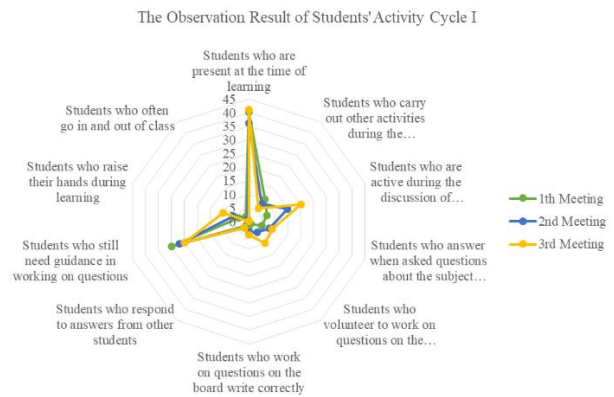 The Observation Result of Students' Activity Cycle I
Students who are
present at the time of
learning
Students who carry
out other activities
during the…
Students who are
active during the
discussion of…
Students who answer
when asked questions
about the subject…
Students who
volunteer to work on
questions on the…
Students who work
on questions on the
board write correctly
Students who respond
to answers from other
students
Students who still
need guidance in
working on questions
Students who raise
their hands during
learning
Students who often
go in and out of class
45
40
35
30
25
20
15
10
5
0
1th Meeting
2nd Meeting
3rd Meeting